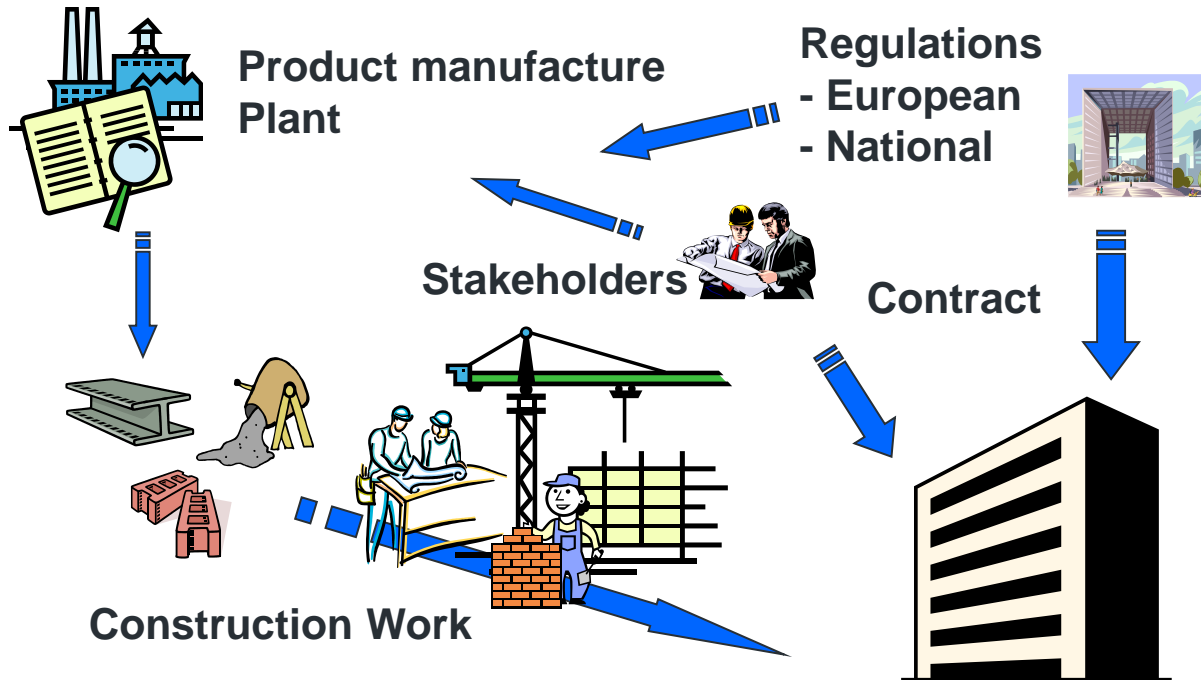 Product manufacture
Plant
Regulations
- European
- National
Stakeholders
Contract
Construction Work